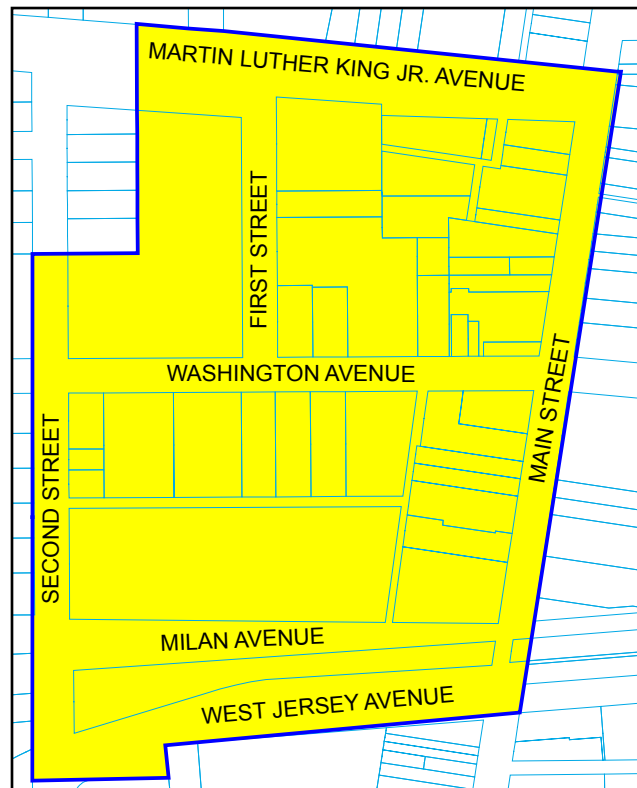 MARTIN LUTHER KING JR. AVENUE
FIRST STREET
WASHINGTON AVENUE
MAIN STREET
SECOND STREET
MILAN AVENUE
WEST JERSEY AVENUE